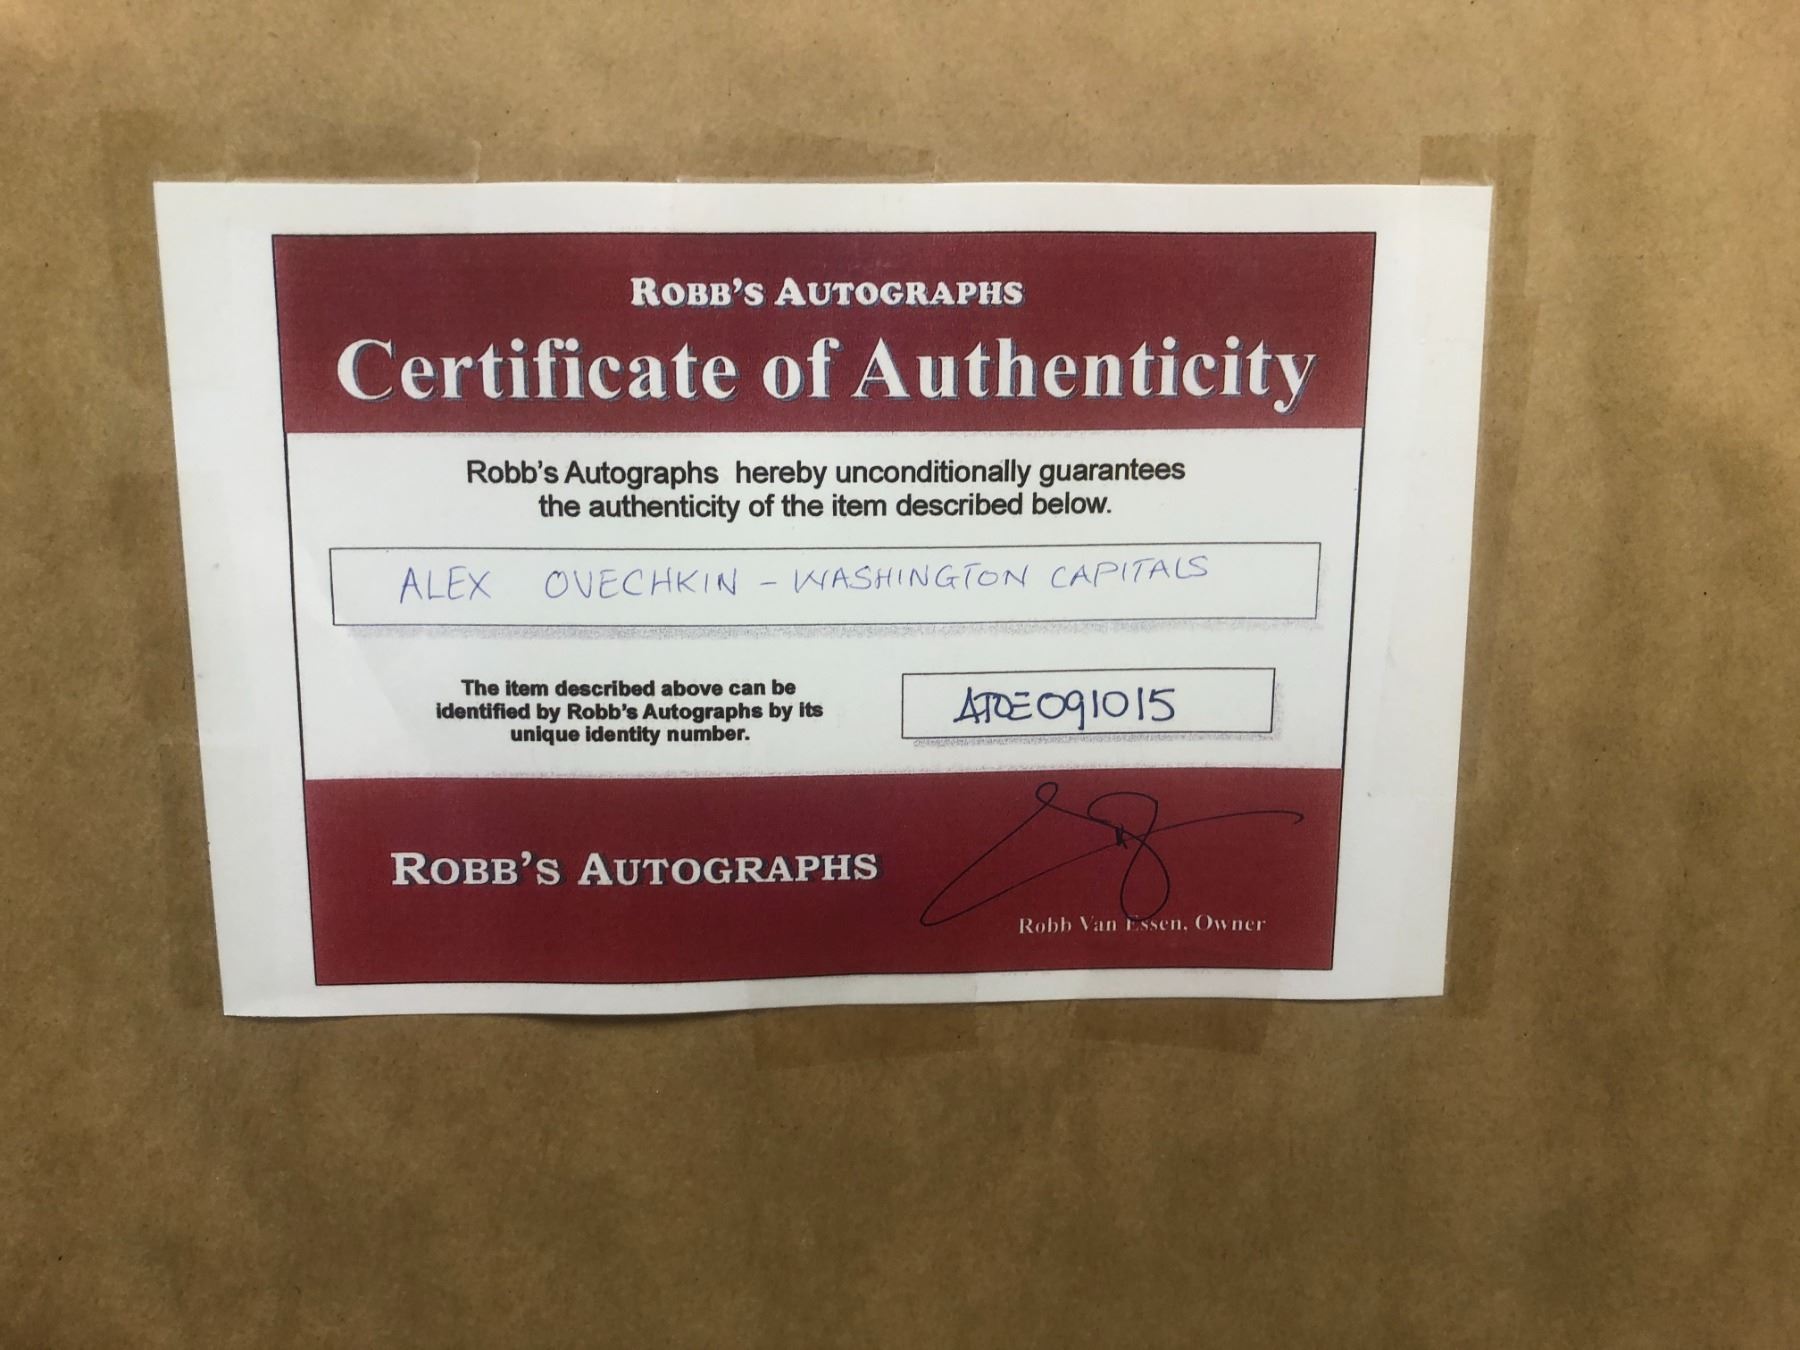 ROBB'S AUTOGRAPHS
Certificate of Authenticity
Robb's Autographs hereby unconditionally guarantees
the authenticity of the item described below.
ALEX OVECHKIN - WASHINGTON CAPITALS
The item described above can be
identified by Robb's Autographs by its
unique identity number.
ATOE091015
ROBB'S AUTOGRAPHS
Robb Van Essen, Owner